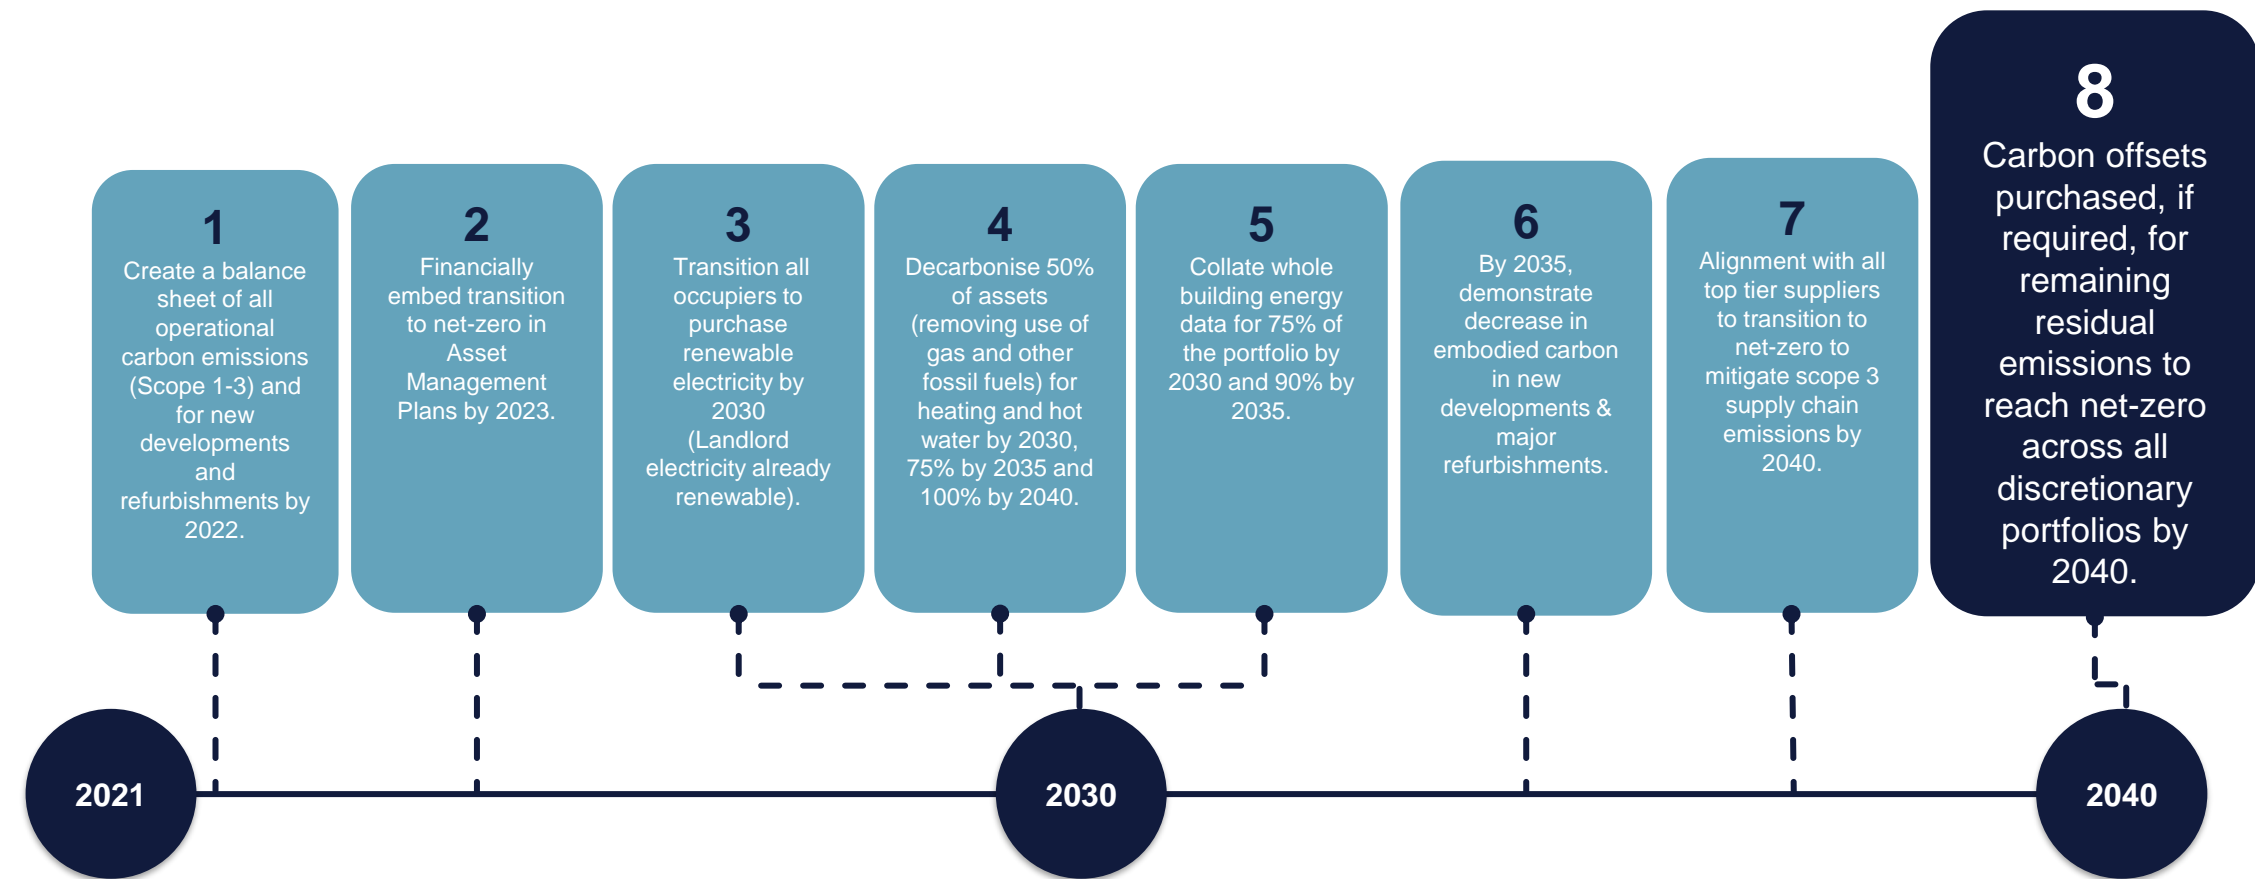 1
Create a balance
sheet of all
operational
carbon emissions
(Scope 1-3) and
for new
developments
and
refurbishments by
2022.
2
Financially
embed transition
to net-zero in
Asset
Management
Plans by 2023.
3
Transition all
occupiers to
purchase
renewable
electricity by
2030
(Landlord
electricity already
renewable).
4
Decarbonise 50%
of assets
(removing use of
gas and other
fossil fuels) for
heating and hot
water by 2030,
75% by 2035 and
100% by 2040.
5
Collate whole
building energy
data for 75% of
the portfolio by
2030 and 90% by
2035.
6
By 2035,
demonstrate
decrease in
embodied carbon
in new
developments &
major
refurbishments.
7
Alignment with all
top tier suppliers
to transition to
net-zero to
mitigate scope 3
supply chain
emissions by
2040.
8
Carbon offsets
purchased, if
required, for
remaining
residual
emissions to
reach net-zero
across all
discretionary
portfolios by
2040.
2021
2030
2040